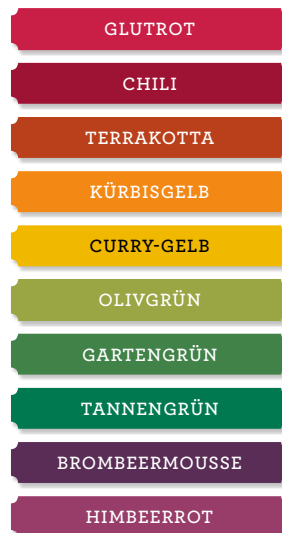 GLUTROT
CHILI
TERRAKOTTA
KÜRBISGELB
CURRY-GELB
OLIVGRÜN
GARTENGRÜN
TANNENGRÜN
BROMBEERMOUSSE
HIMBEERROT